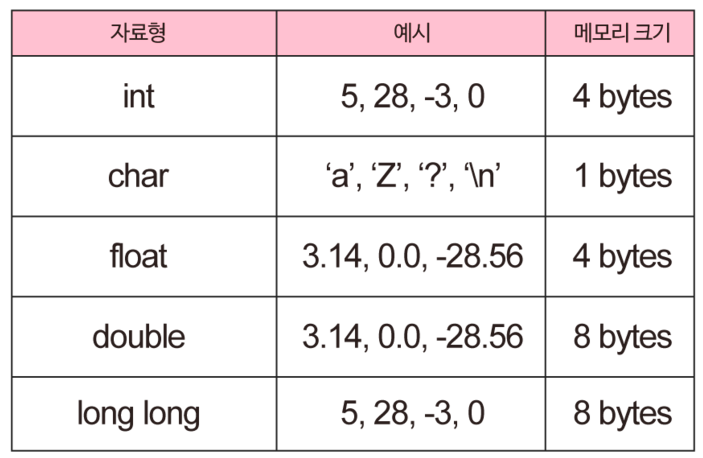 자료형 예시 메모리 크기
int 5, 28, -3, 0 4 bytes
char ‘a’, ‘Z’, ‘?’, ‘\n’ 1 bytes
float 3.14, 0.0, -28.56 4 bytes
double 3.14, 0.0, -28.56 8 bytes
long long 5, 28, -3, 0 8 bytes